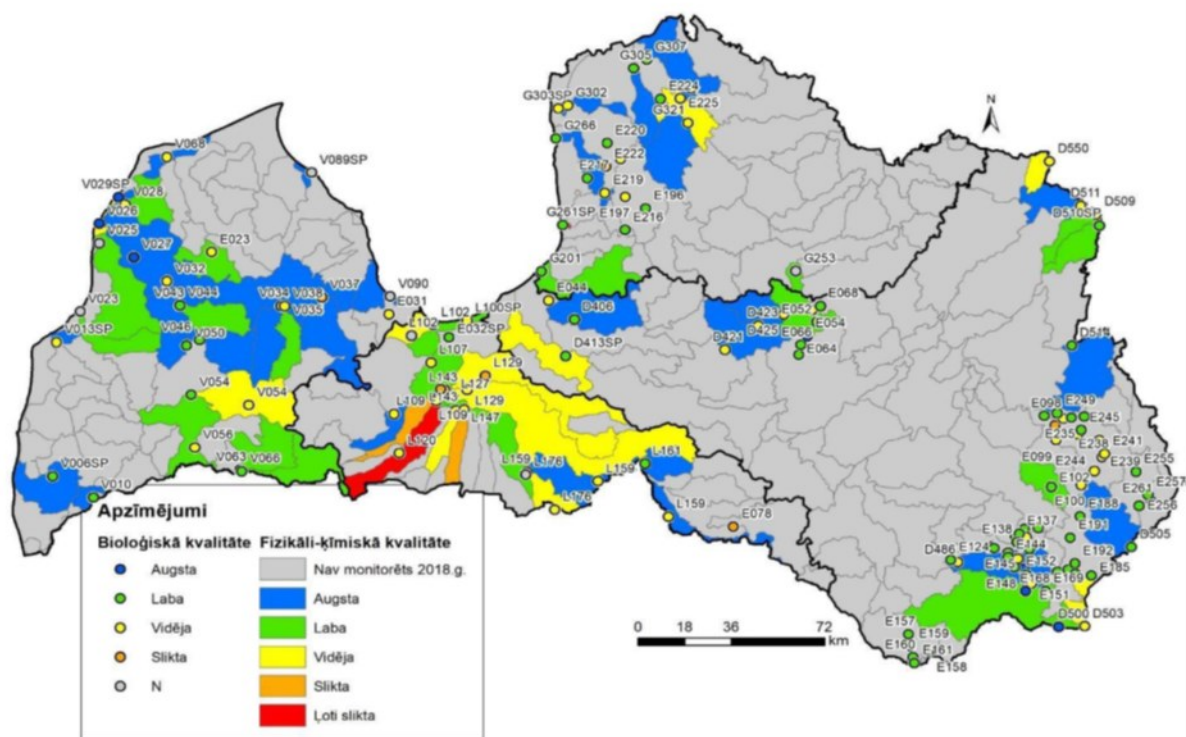 G307
G305
E224
G303SP
G302
G321
E225
N
G266
E220
V068
E222
D550
V089SP
E217
V029SP
V028
E219
E196
D511
D509
V026
E197
E216
D510SP
V025
G261SP
V027
E023
G201
G253
V032
E044
V043
V044
V034
V038
V037
V090
E031
L102
L100SP
D406
D423
E052
E068
V023
V035
L102
E032SP
E054
V013SP
V046
V050
L107
D413SP
D421
D425
E066
E064
L129
L143
L127
V054
V054
L109
L143
L129
E098
E249
E245
L109
L147
E235
E238
E241
V056
L120
E244
E239
V063
V066
L159
L176
L159
L161
E099
E102
E255
E257
V006SP
E100
E188
E261
E256
V010
L176
L159
E078
E138
E137
E191
D505
D486
E124
E144
E192
E145
E152
E185
E148
E168
E169
E151
D500
D503
E157
E159
E160
E161
E158
0 18 36 72
km
Apzīmējumi
Bioloģiskā kvalitāte Fizikāli-ķīmiskā kvalitāte
Nav monitorēts 2018.g.
Augsta Augsta
Laba Laba
Vidēja Vidēja
Slikta Slikta
N Ļoti slikta